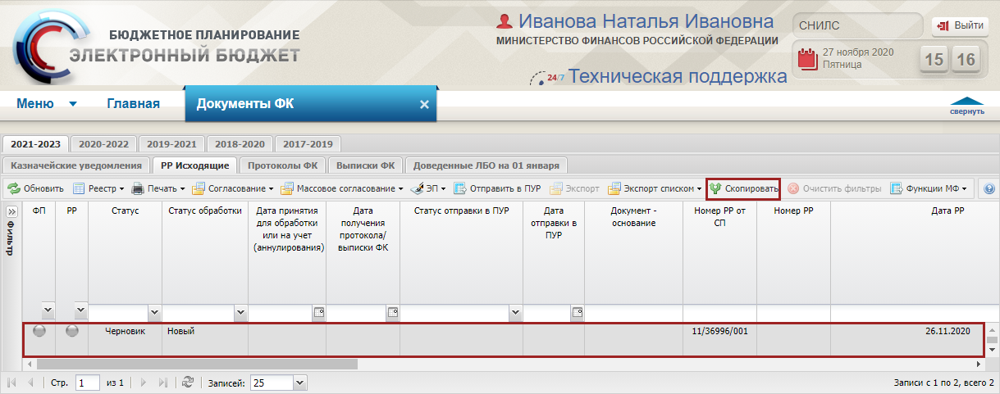 БЮДЖЕТНОЕ ПЛАНИРОВАНИЕ
ЭЛЕКТРОННЫЙ БЮДЖЕТ
Иванова Наталья Ивановна
МИНИСТЕРСТВО ФИНАНСОВ РОССИЙСКОЙ ФЕДЕРАЦИИ
24/7 Техническая поддержка
СНИЛС
Выйти
27 ноября 2020
Пятница
15 16
Меню Главная Документы ФК
свернуть
2021-2023 2020-2022 2019-2021 2018-2020 2017-2019
Казначейские уведомления РР Исходящие Протоколы ФК Выписки ФК Доведенные ЛБО на 01 января
Обновить Реестр Печать Согласование Массовое согласование ЭП Отправить в ПУР Экспорт Экспорт списком Скопировать Очистить фильтры Функции МФ
Фильтр
ФП
РР
Статус
Статус обработки
Дата принятия
для обработки
или на учет
(аннулирования)
Дата
получения
протокола/
выписки ФК
Статус отправки в ПУР
Дата
отправки в
ПУР
Документ -
основание
Номер РР от
СП
Номер РР
Дата РР
Черновик Новый 11/36996/001 26.11.2020
Стр. 1 из 1 Записей: 25 Записи с 1 по 2, всего 2